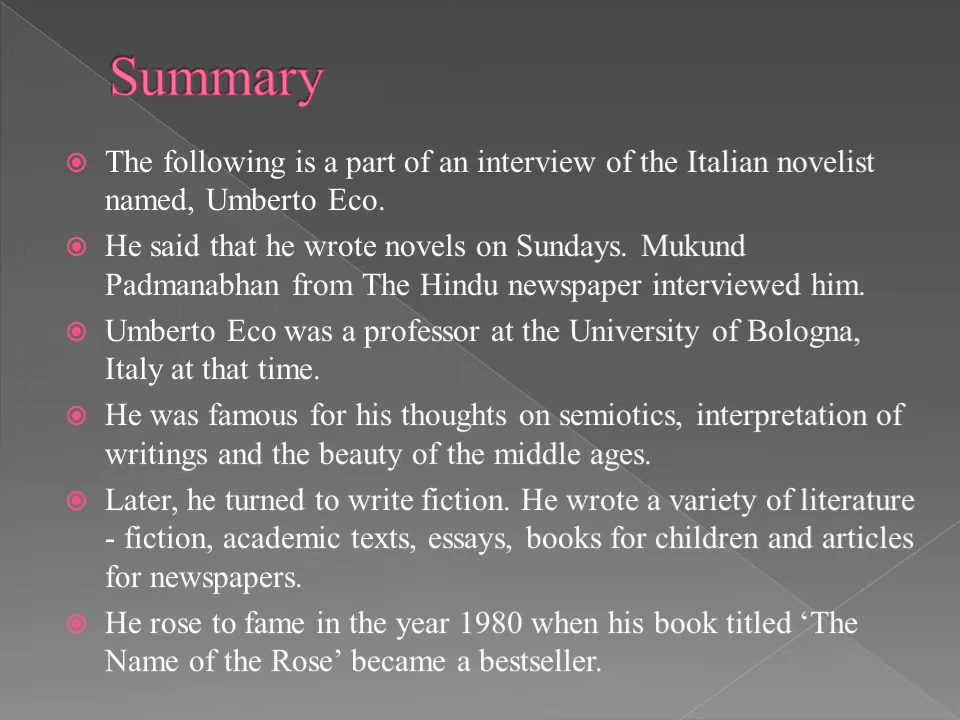 Summary
The following is a part of an interview of the Italian novelist
named, Umberto Eco.
He said that he wrote novels on Sundays. Mukund
Padmanabhan from The Hindu newspaper interviewed him.
Umberto Eco was a professor at the University of Bologna,
Italy at that time.
He was famous for his thoughts on semiotics, interpretation of
writings and the beauty of the middle ages.
Later, he turned to write fiction. He wrote a variety of literature
- fiction, academic texts, essays, books for children and articles
for newspapers.
He rose to fame in the year 1980 when his book titled ‘The
Name of the Rose’ became a bestseller.